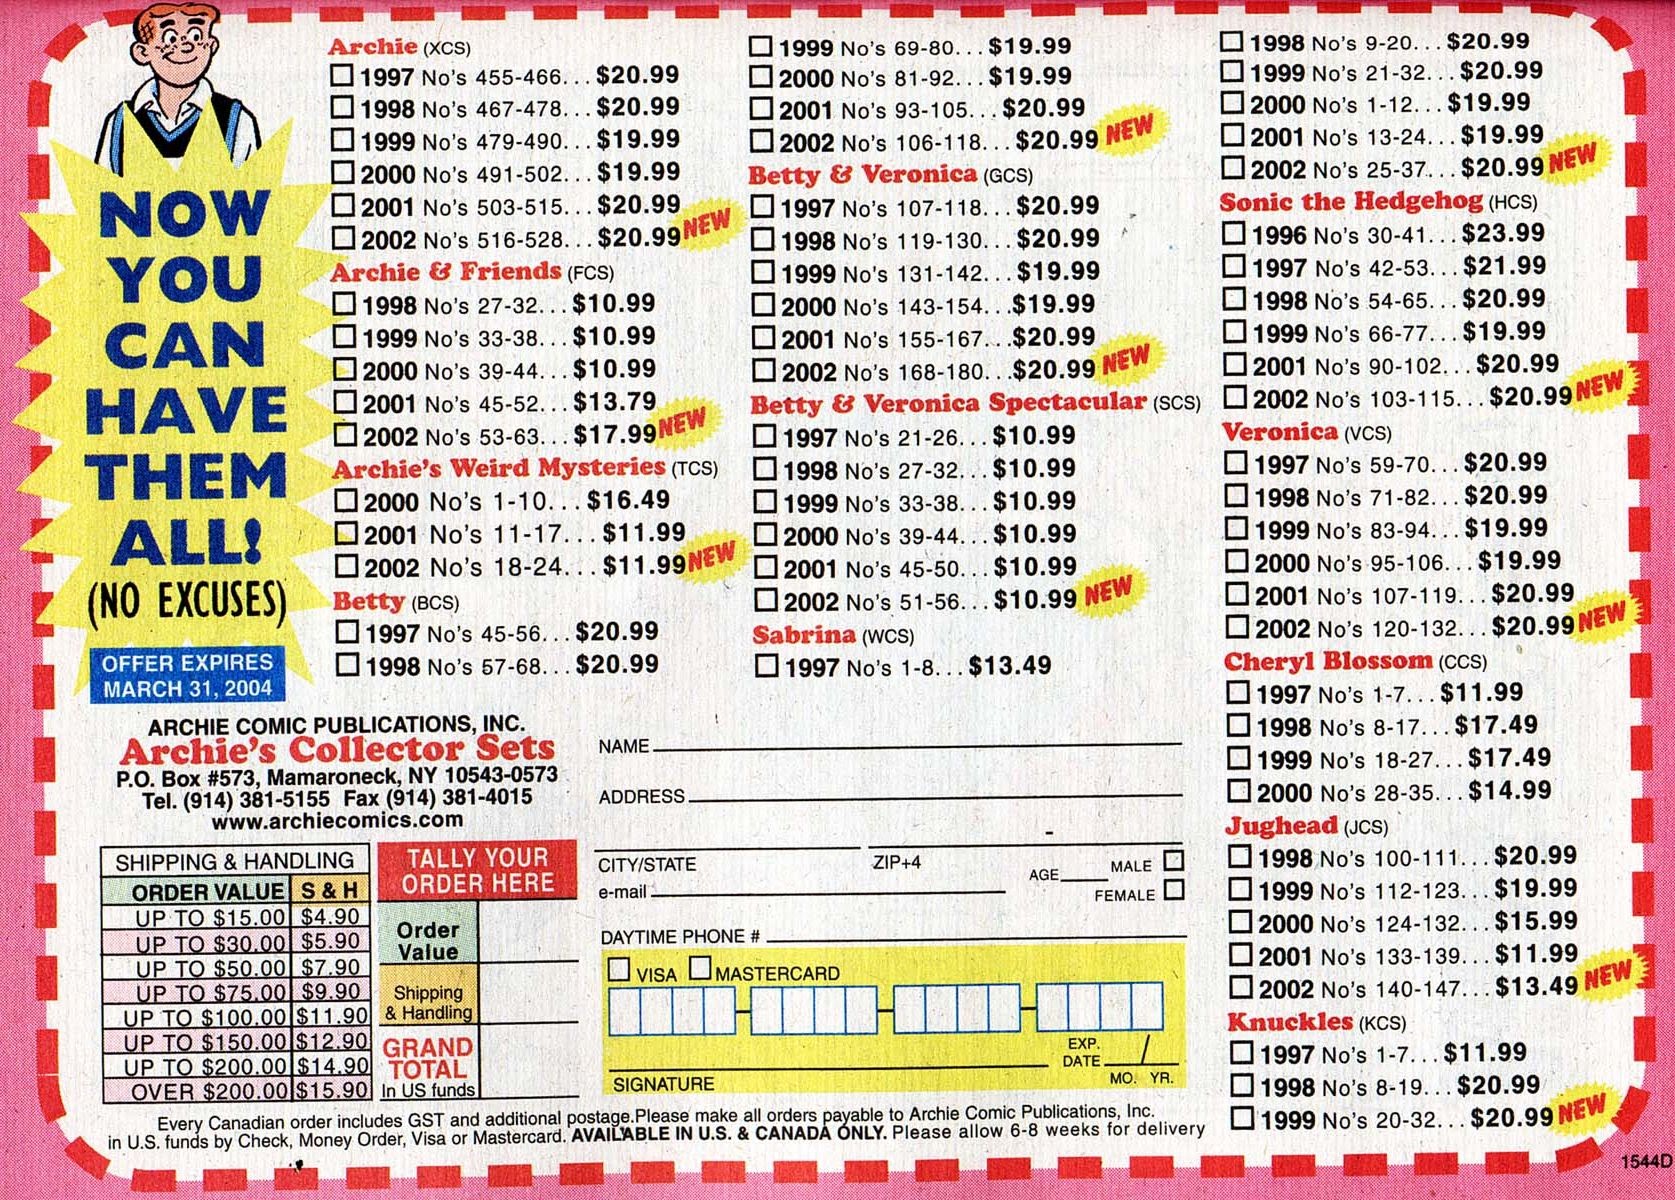 NOW
YOU
CAN
HAVE
THEM
ALL!
(NO EXCUSES)
OFFER EXPIRES
MARCH 31, 2004
Archie (XCS)
1997 No's 455-466... $20.99
1998 No's 467-478... $20.99
1999 No's 479-490... $19.99
2000 No's 491-502... $19.99
2001 No's 503-515... $20.99
2002 No's 516-528... $20.99 NEW
Archie & Friends (FCS)
1998 No's 27-32... $10.99
1999 No's 33-38... $10.99
2000 No's 39-44... $10.99
2001 No's 45-52... $13.79
2002 No's 53-63... $17.99 NEW
Archie's Weird Mysteries (TCS)
2000 No's 1-10... $16.49
2001 No's 11-17... $11.99
2002 No's 18-24... $11.99 NEW
Betty (BCS)
1997 No's 45-56... $20.99
1998 No's 57-68... $20.99
1999 No's 69-80... $19.99
2000 No's 81-92... $19.99
2001 No's 93-105... $20.99
2002 No's 106-118... $20.99 NEW
Betty & Veronica (GCS)
1997 No's 107-118... $20.99
1998 No's 119-130... $20.99
1999 No's 131-142... $19.99
2000 No's 143-154... $19.99
2001 No's 155-167... $20.99
2002 No's 168-180... $20.99 NEW
Betty & Veronica Spectacular (SCS)
1997 No's 21-26... $10.99
1998 No's 27-32... $10.99
1999 No's 33-38... $10.99
2000 No's 39-44... $10.99
2001 No's 45-50... $10.99
2002 No's 51-56... $10.99 NEW
Sabrina (WCS)
1997 No's 1-8... $13.49
1998 No's 9-20... $20.99
1999 No's 21-32... $20.99
2000 No's 1-12... $19.99
2001 No's 13-24... $19.99
2002 No's 25-37... $20.99 NEW
Sonic the Hedgehog (HCS)
1996 No's 30-41... $23.99
1997 No's 42-53... $21.99
1998 No's 54-65... $20.99
1999 No's 66-77... $19.99
2001 No's 90-102... $20.99
2002 No's 103-115... $20.99 NEW
Veronica (VCS)
1997 No's 59-70... $20.99
1998 No's 71-82... $20.99
1999 No's 83-94... $19.99
2000 No's 95-106... $19.99
2001 No's 107-119... $20.99
2002 No's 120-132... $20.99 NEW
Cheryl Blossom (CCS)
1997 No's 1-7... $11.99
1998 No's 8-17... $17.49
1999 No's 18-27... $17.49
2000 No's 28-35... $14.99
Jughead (JCS)
1998 No's 100-111... $20.99
1999 No's 112-123... $19.99
2000 No's 124-132... $15.99
2001 No's 133-139... $11.99
2002 No's 140-147... $13.49 NEW
Knuckles (KCS)
1997 No's 1-7... $11.99
1998 No's 8-19... $20.99
1999 No's 20-32... $20.99 NEW
ARCHIE COMIC PUBLICATIONS, INC.
Archie's Collector Sets
P.O. Box #573, Mamaroneck, NY 10543-0573
Tel. (914) 381-5155 Fax (914) 381-4015
www.archiecomics.com
SHIPPING & HANDLING
ORDER VALUE S & H
UP TO $15.00 $4.90
UP TO $30.00 $5.90
UP TO $50.00 $7.90
UP TO $75.00 $9.90
UP TO $100.00 $11.90
UP TO $150.00 $12.90
UP TO $200.00 $14.90
OVER $200.00 $15.90
TALLY YOUR
ORDER HERE
Order
Value
Shipping
& Handling
GRAND
TOTAL
In US funds
NAME
ADDRESS
-
CITY/STATE ZIP+4
AGE MALE
e-mail FEMALE
DAYTIME PHONE #
VISA MASTERCARD
EXP.
DATE /
SIGNATURE MO. YR.
Every Canadian order includes GST and additional postage.Please make all orders payable to Archie Comic Publications, Inc.
in U.S. funds by Check, Money Order, Visa or Mastercard. AVAILABLE IN U.S. & CANADA ONLY. Please allow 6-8 weeks for delivery
1544D